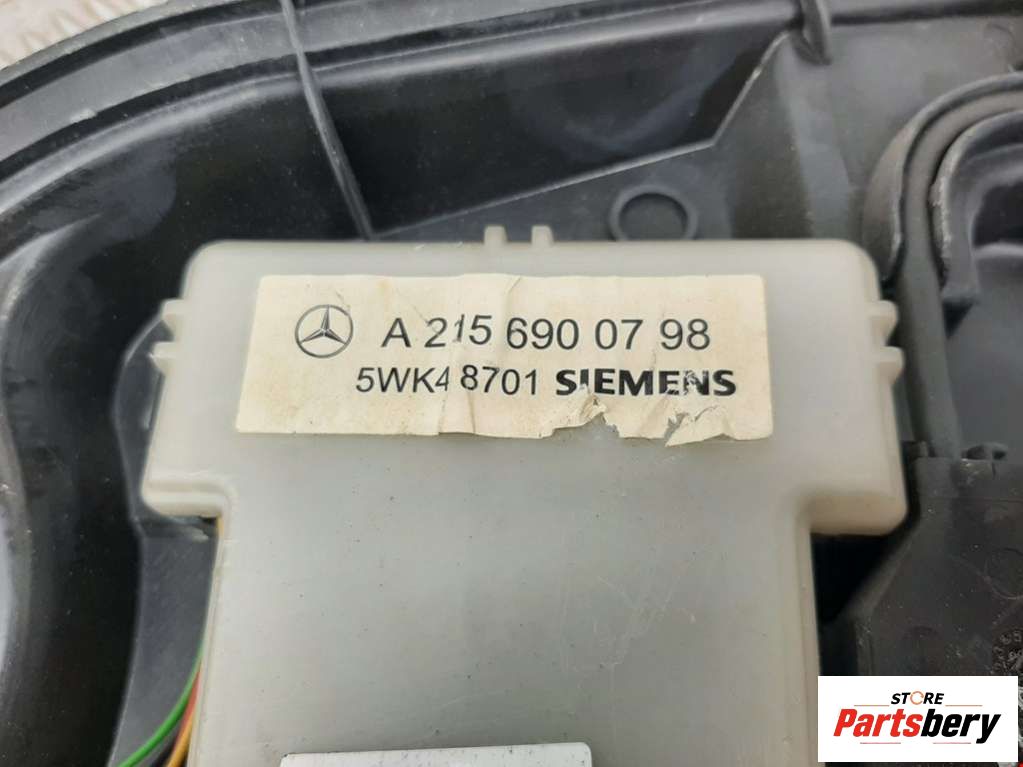 A 215 690 07 98
5WK4 8701 SIEMENS
STORE
Partsbery